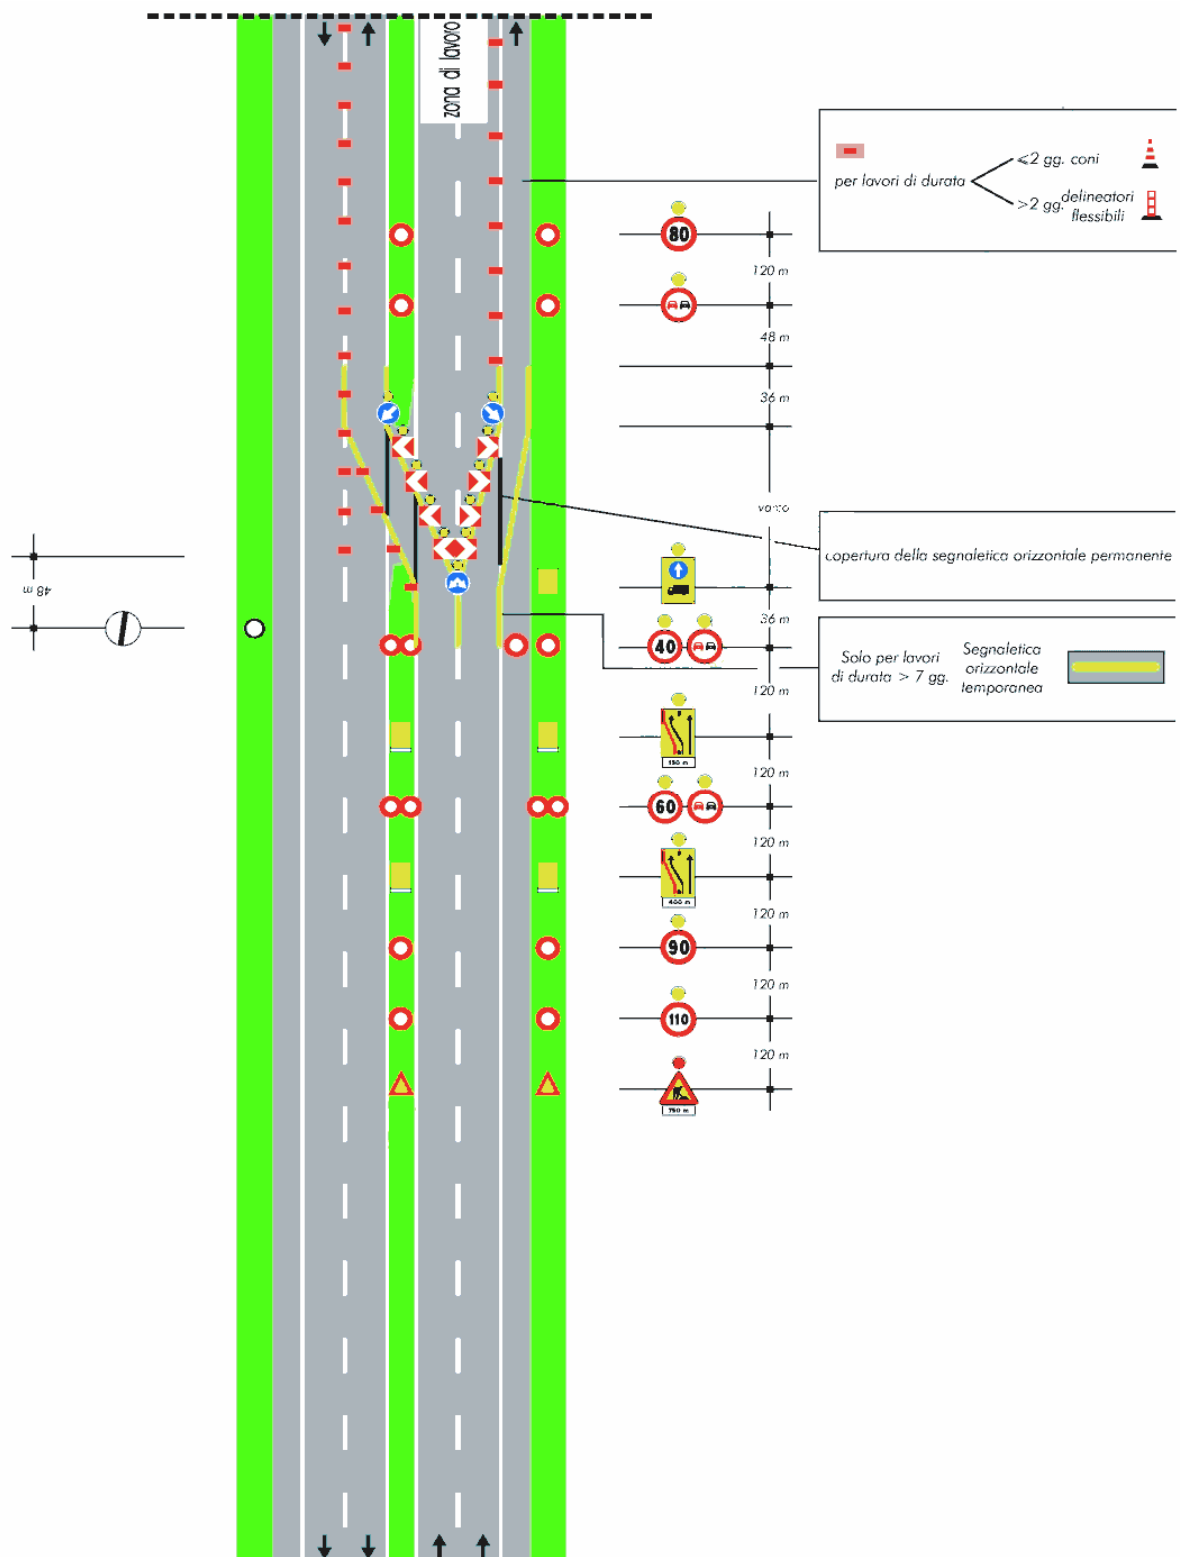 zona di lavoro
per lavori di durata
≤2 gg. coni
>2 gg. delineatori
flessibili
80
120 m
48 m
36 m
varco
copertura della segnaletica orizzontale permanente
48 m
36 m
40
Solo per lavori
di durata > 7 gg.
Segnaletica
orizzontale
temporanea
120 m
150 m
120 m
60
120 m
400 m
120 m
90
120 m
110
120 m
750 m